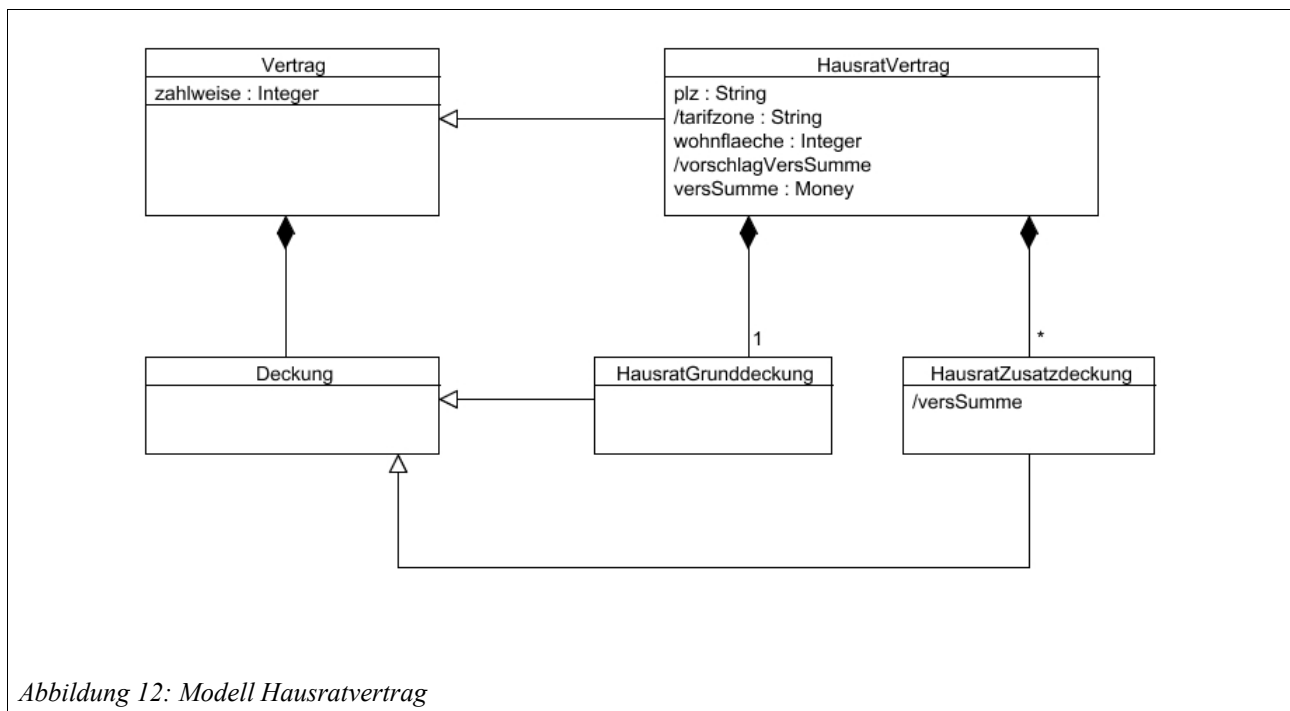 Vertrag
zahlweise : Integer
HausratVertrag
plz : String
/tarifzone : String
wohnflaeche : Integer
/vorschlagVersSumme
versSumme : Money
1
*
Deckung
HausratGrunddeckung
HausratZusatzdeckung
/versSumme
Abbildung 12: Modell Hausratvertrag